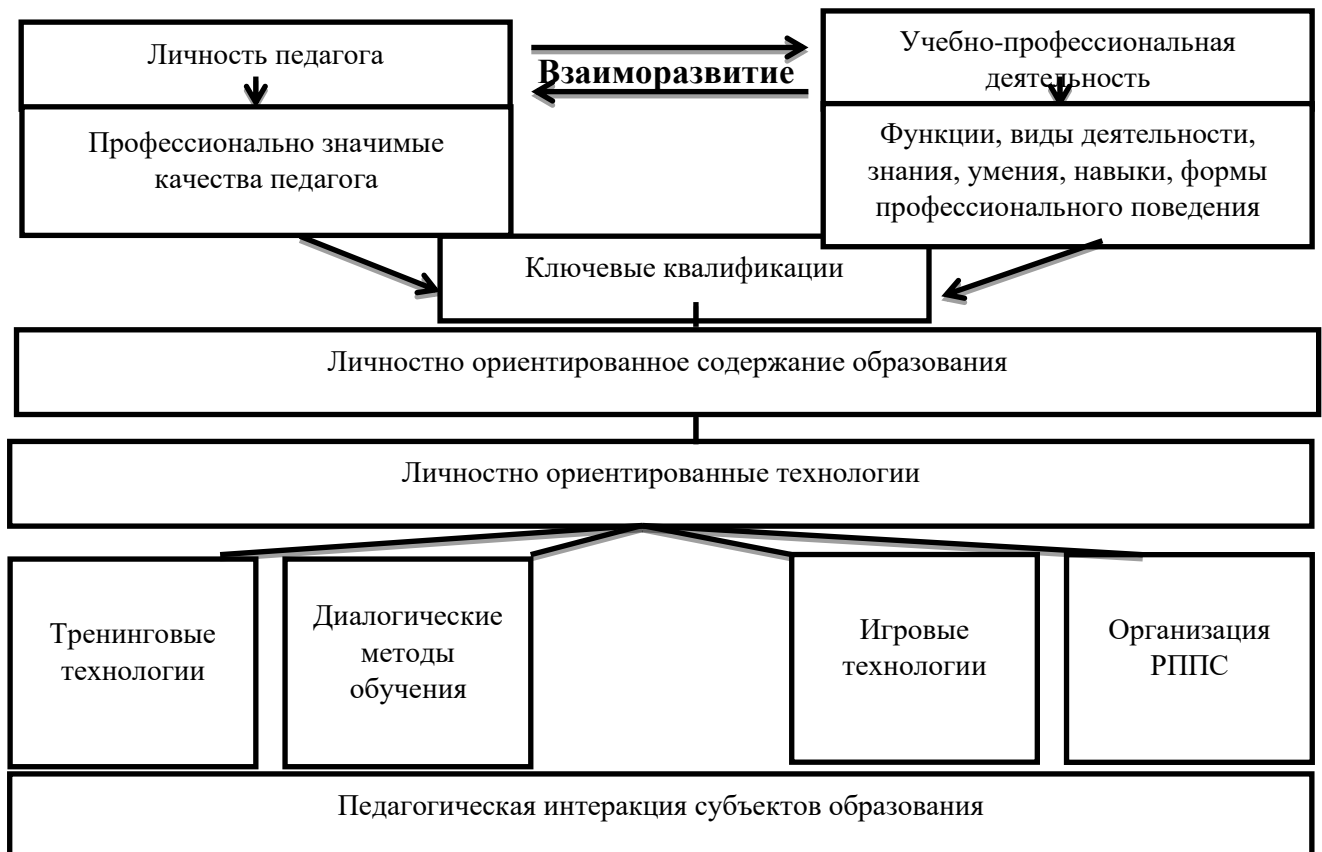 Личность педагога
Взаиморазвитие
Учебно-профессиональная
деятельность
Профессионально значимые
качества педагога
Функции, виды деятельности,
знания, умения, навыки, формы
профессионального поведения
Ключевые квалификации
Личностно ориентированное содержание образования
Личностно ориентированные технологии
Тренинговые
технологии
Диалогические
методы
обучения
Игровые
технологии
Организация
РППС
Педагогическая интеракция субъектов образования